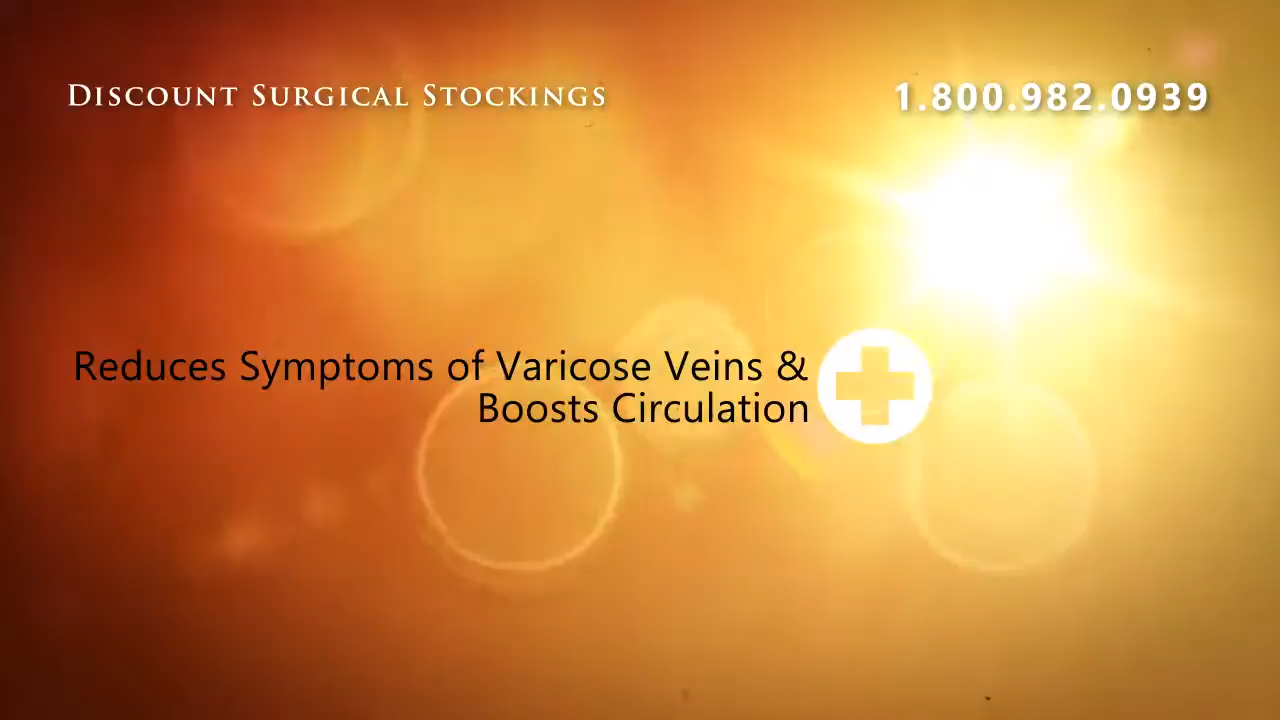 Discount Surgical Stockings
1.800.982.0939
Reduces Symptoms of Varicose Veins &
Boosts Circulation